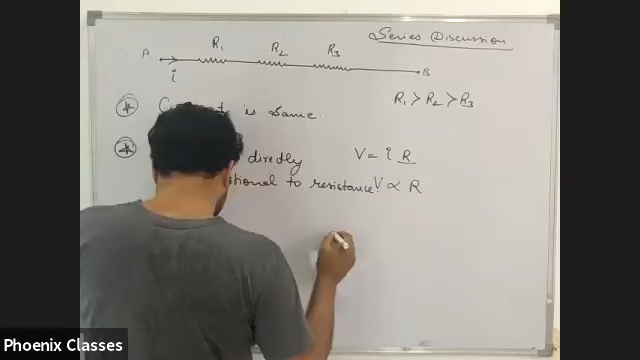 Series Discussion
R₁ R₂ R₃
A B
i
R₁ > R₂ > R₃
is same.
directly V = i R
to resistance V ∝ R
Phoenix Classes